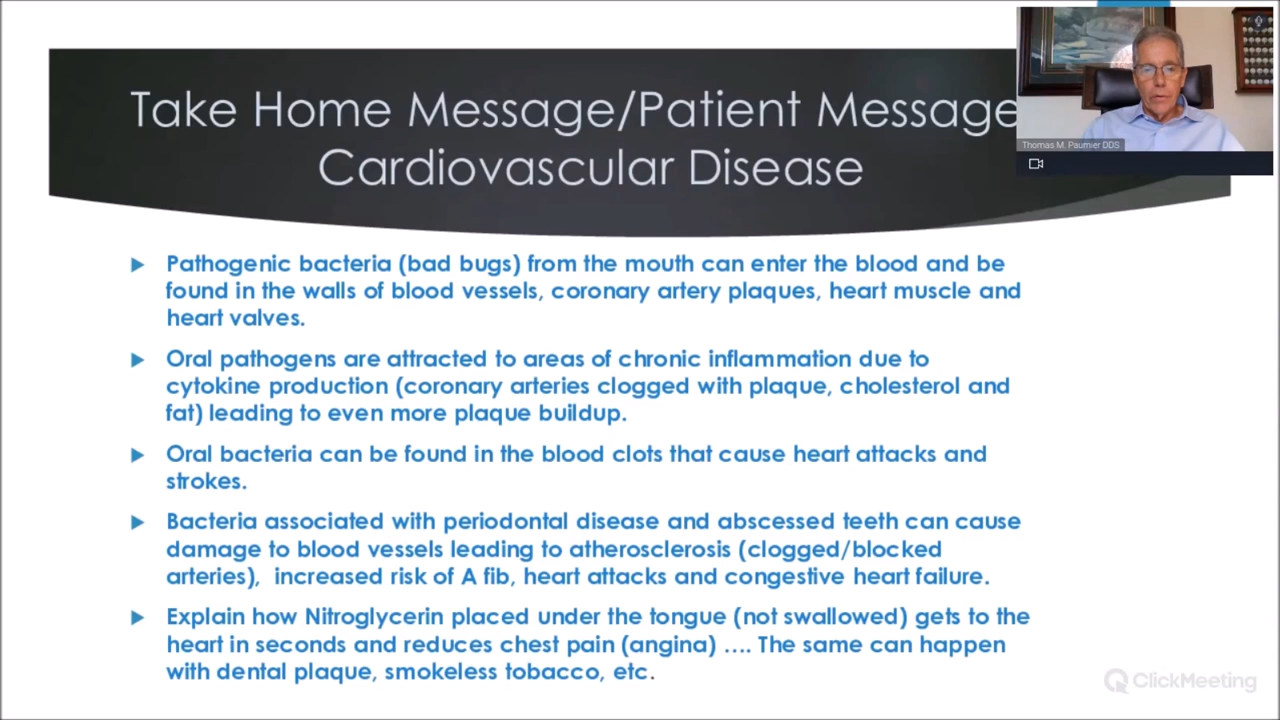 Take Home Message/Patient Message
Cardiovascular Disease
Thomas M. Paumier DDS
Pathogenic bacteria (bad bugs) from the mouth can enter the blood and be
found in the walls of blood vessels, coronary artery plaques, heart muscle and
heart valves.
Oral pathogens are attracted to areas of chronic inflammation due to
cytokine production (coronary arteries clogged with plaque, cholesterol and
fat) leading to even more plaque buildup.
Oral bacteria can be found in the blood clots that cause heart attacks and
strokes.
Bacteria associated with periodontal disease and abscessed teeth can cause
damage to blood vessels leading to atherosclerosis (clogged/blocked
arteries),  increased risk of A fib, heart attacks and congestive heart failure.
Explain how Nitroglycerin placed under the tongue (not swallowed) gets to the
heart in seconds and reduces chest pain (angina) …. The same can happen
with dental plaque, smokeless tobacco, etc.
ClickMeeting